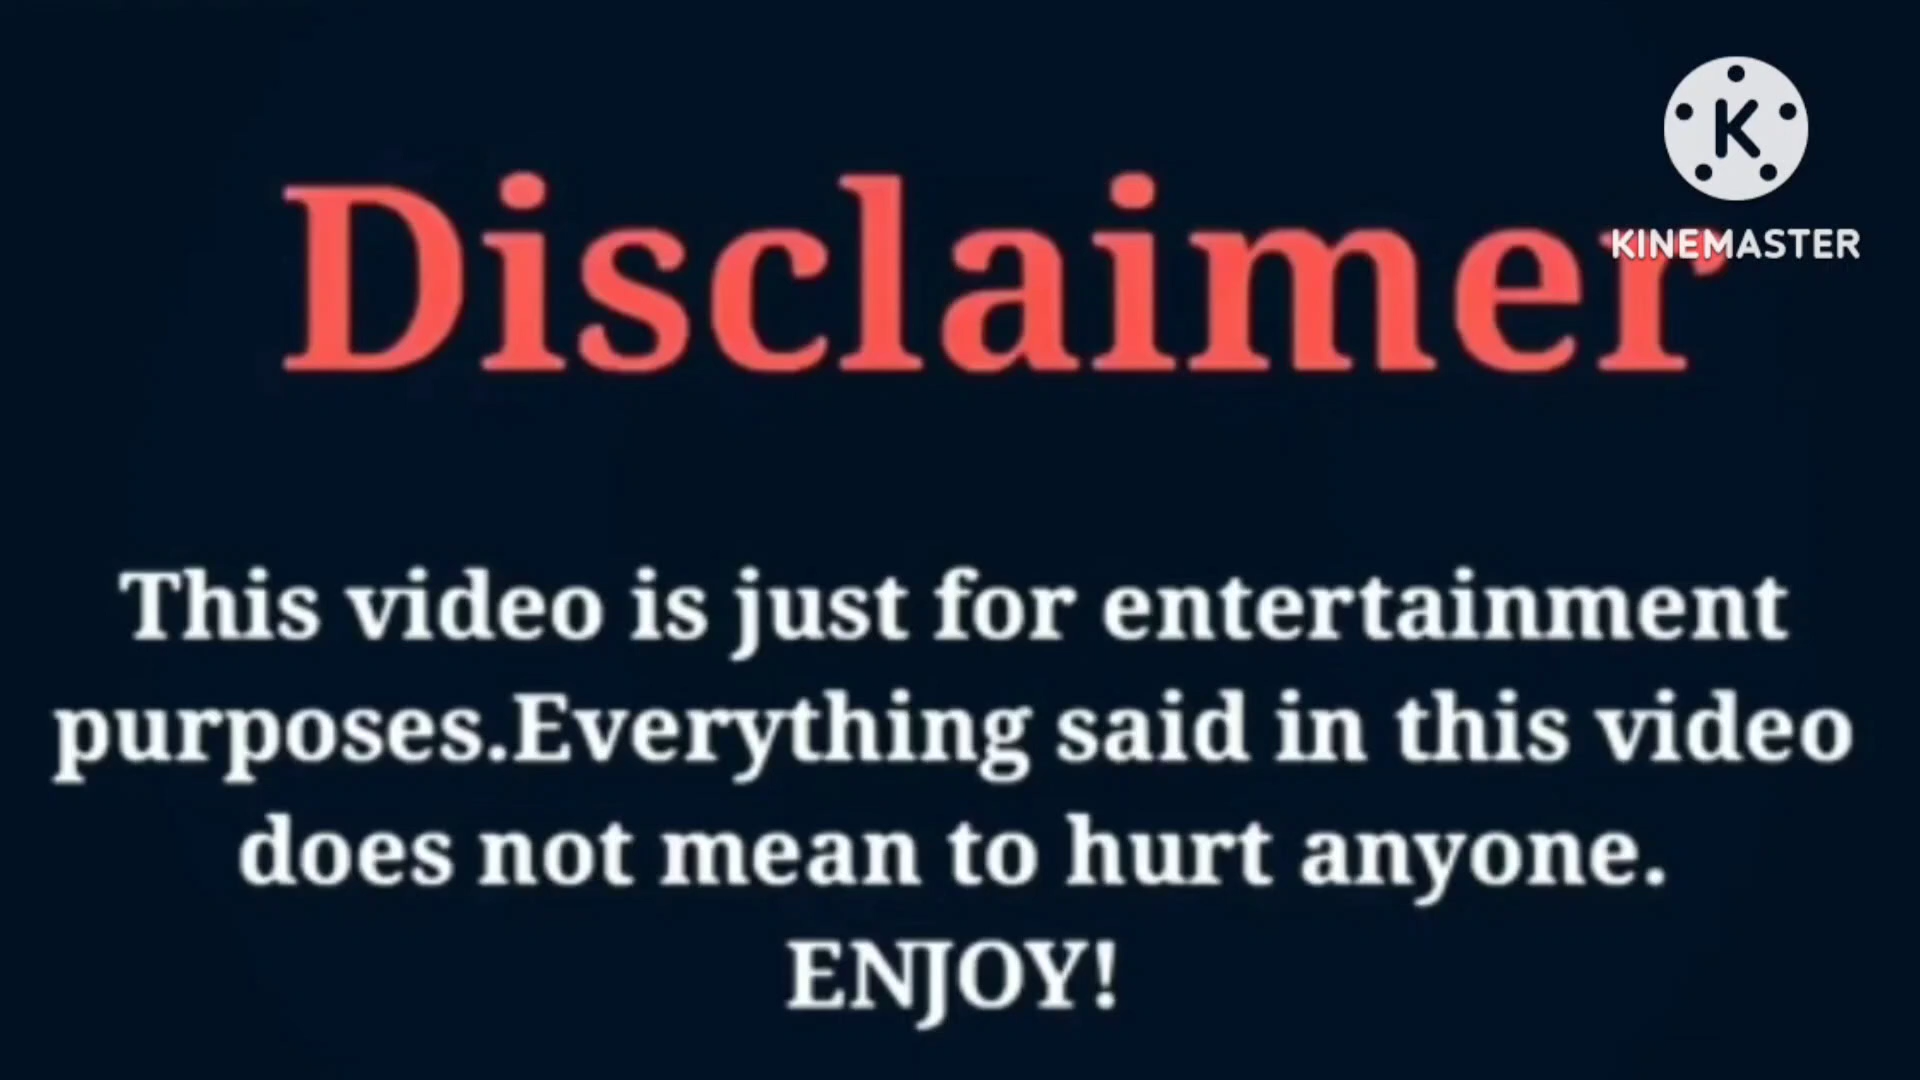 K
KINEMASTER
Disclaimer
This video is just for entertainment
purposes.Everything said in this video
does not mean to hurt anyone.
ENJOY!